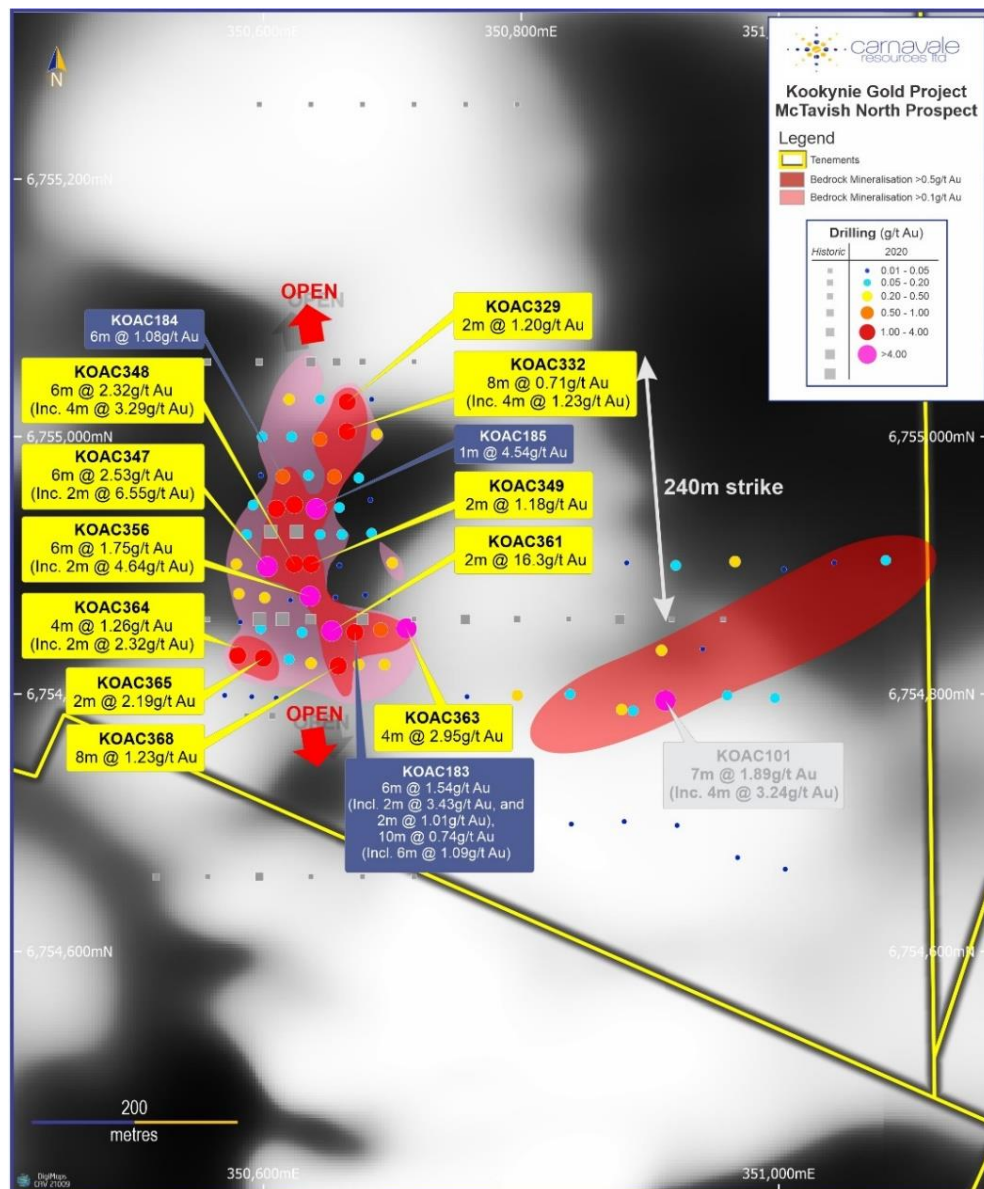 350,600mE
350,800mE
351,
carnavale
resources ltd
Kookynie Gold Project
McTavish North Prospect
Legend
Tenements
Bedrock Mineralisation >0.5g/t Au
Bedrock Mineralisation >0.1g/t Au
Drilling (g/t Au)
Historic 2020
0.01 - 0.05
0.05 - 0.20
0.20 - 0.50
0.50 - 1.00
1.00 - 4.00
>4.00
N
6,755,200mN
OPEN
KOAC184
6m @ 1.08g/t Au
KOAC329
2m @ 1.20g/t Au
KOAC348
6m @ 2.32g/t Au
(Inc. 4m @ 3.29g/t Au)
KOAC332
8m @ 0.71g/t Au
(Inc. 4m @ 1.23g/t Au)
6,755,000mN
6,755,000mN
KOAC185
1m @ 4.54g/t Au
KOAC347
6m @ 2.53g/t Au
(Inc. 2m @ 6.55g/t Au)
KOAC349
2m @ 1.18g/t Au
240m strike
KOAC356
6m @ 1.75g/t Au
(Inc. 2m @ 4.64g/t Au)
KOAC361
2m @ 16.3g/t Au
KOAC364
4m @ 1.26g/t Au
(Inc. 2m @ 2.32g/t Au)
KOAC365
2m @ 2.19g/t Au
6,754,
6,754,800mN
OPEN
KOAC363
4m @ 2.95g/t Au
KOAC368
8m @ 1.23g/t Au
KOAC101
7m @ 1.89g/t Au
(Inc. 4m @ 3.24g/t Au)
KOAC183
6m @ 1.54g/t Au
(Incl. 2m @ 3.43g/t Au, and
2m @ 1.01g/t Au),
10m @ 0.74g/t Au
(Incl. 6m @ 1.09g/t Au)
6,754,600mN
6,754,600mN
200
metres
DigiMaps
CAV 21009
350,600mE
351,000mE